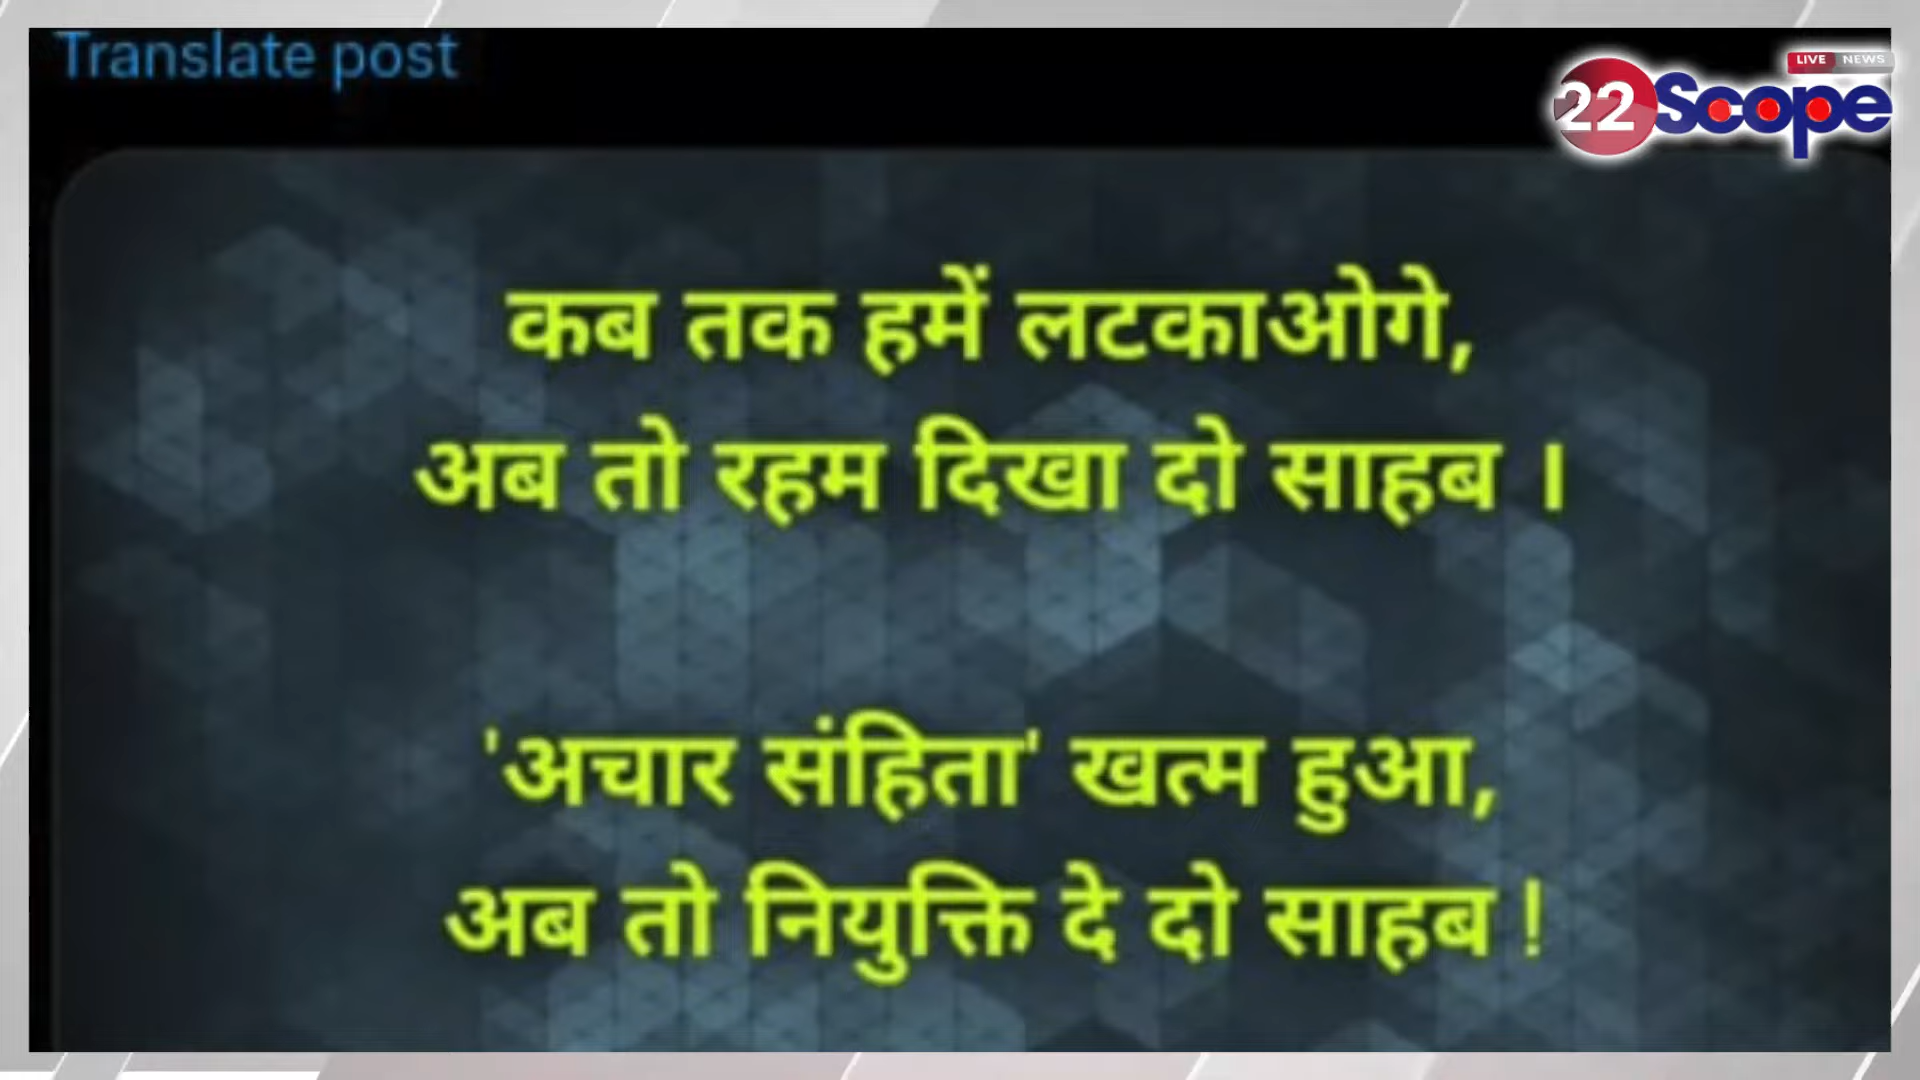 Translate post
LIVE NEWS
22Scope
कब तक हमें लटकाओगे,
अब तो रहम दिखा दो साहब ।
'अचार संहिता' खत्म हुआ,
अब तो नियुक्ति दे दो साहब !